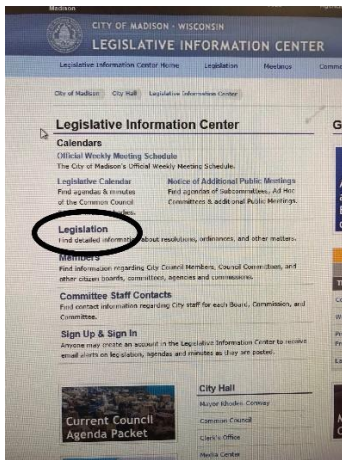 Madison
CITY OF MADISON - WISCONSIN
LEGISLATIVE INFORMATION CENTER
Legislative Information Center Home Legislation Meetings Comm
City of Madison City Hall Legislative Information Center
Legislative Information Center
G
Calendars
Official Weekly Meeting Schedule
The City of Madison's Official Weekly Meeting Schedule.
Legislative Calendar
Find agendas & minutes
of the Common Council
Notice of Additional Public Meetings
Find agendas of Subcommittees, Ad Hoc
Committees & additional Public Meetings.
Legislation
Find detailed information about resolutions, ordinances, and other matters.
Members
Find information regarding City Council Members, Council Committees, and
other citizen boards, committees, agencies and commissions.
Committee Staff Contacts
Find contact information regarding City staff for each Board, Commission, and
Committee.
Sign Up & Sign In
Anyone may create an account in the Legislative Information Center to receive
email alerts on legislation, agendas and minutes as they are posted.
Current Council
Agenda Packet
City Hall
Mayor Rhodes-Conway
Common Council
Clerk's Office
Media Center